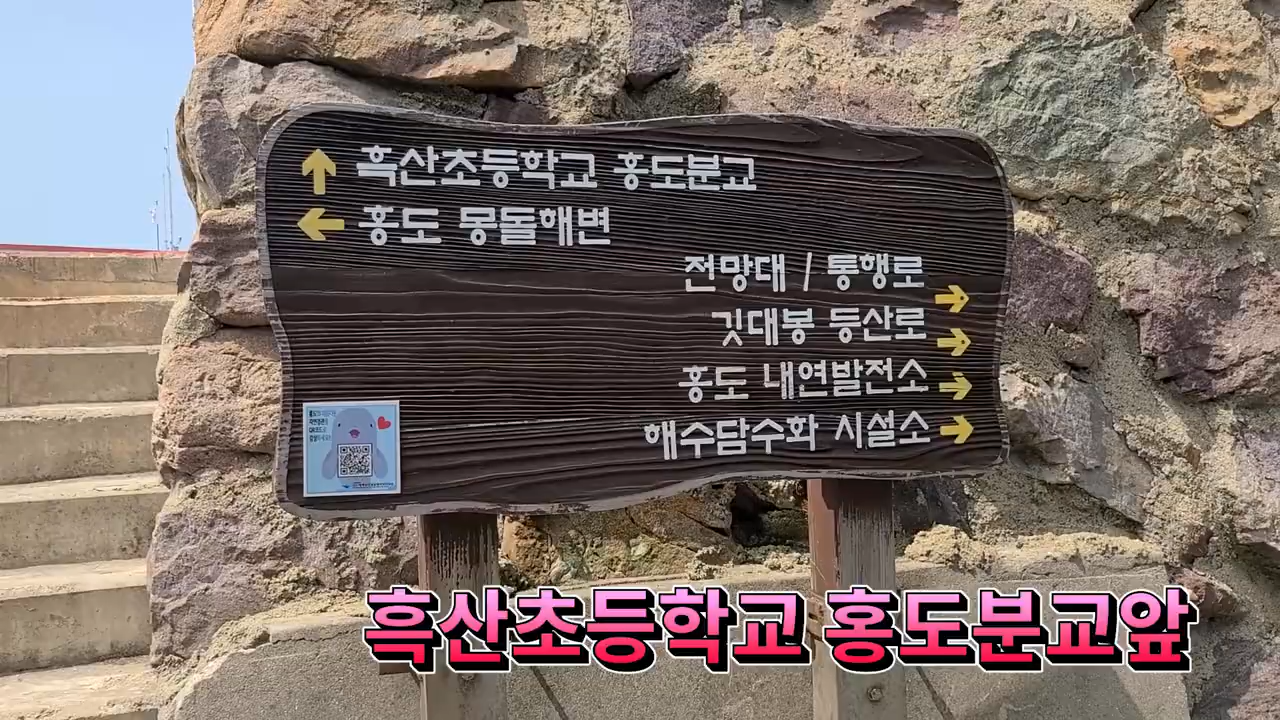 흑산초등학교 홍도분교
홍도 몽돌해변
전망대 / 통행로
깃대봉 등산로
홍도 내연발전소
해수담수화 시설소
흑산초등학교 홍도분교앞